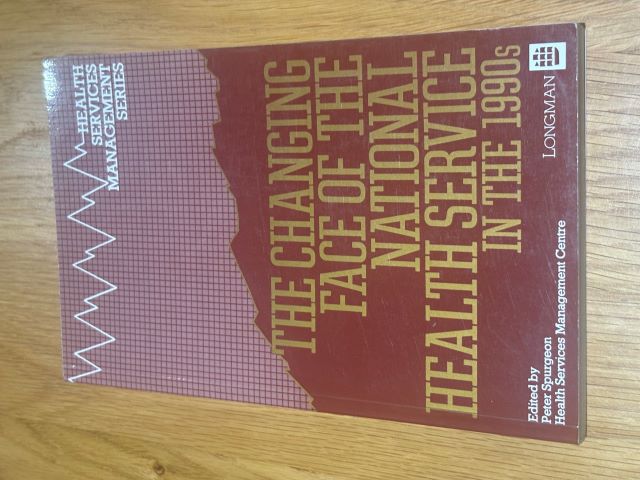 HEALTH
SERVICES
MANAGEMENT
SERIES
THE CHANGING
FACE OF THE
NATIONAL
HEALTH SERVICE
IN THE 1990s
Edited by
Peter Spurgeon
Health Services Management Centre
LONGMAN